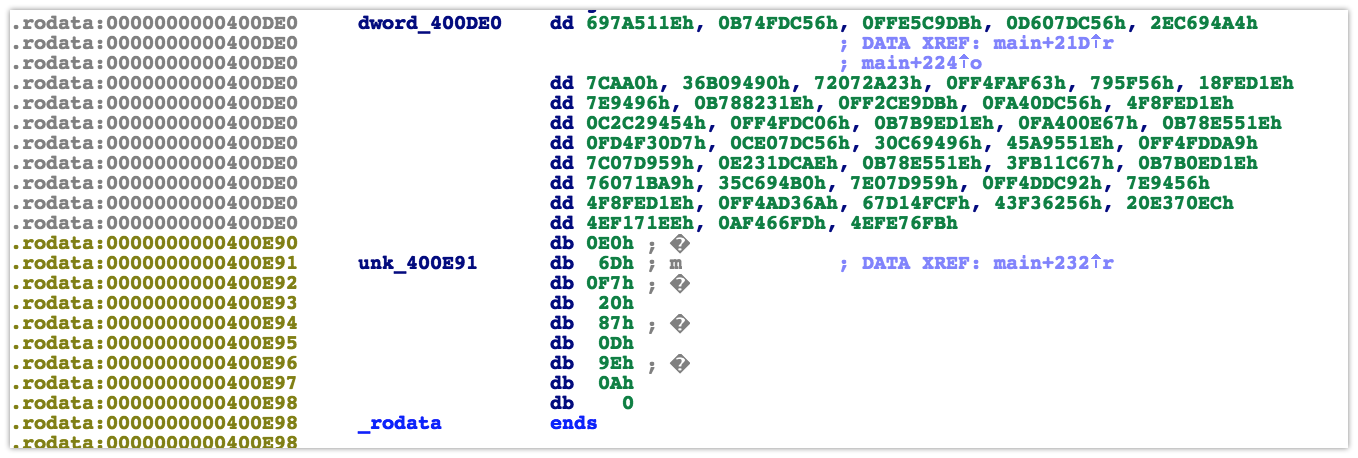 .rodata:0000000000400DE0 dword_400DE0 dd 697A511Eh, 0B74FDC56h, 0FFE5C9DBh, 0D607DC56h, 2EC694A4h
.rodata:0000000000400DE0 ; DATA XREF: main+21D↑r
.rodata:0000000000400DE0 ; main+224↑o
.rodata:0000000000400DE0 dd 7CAA0h, 36B09490h, 72072A23h, 0FF4FAF63h, 795F56h, 18FED1Eh
.rodata:0000000000400DE0 dd 7E9496h, 0B788231Eh, 0FF2CE9DBh, 0FA40DC56h, 4F8FED1Eh
.rodata:0000000000400DE0 dd 0C2C29454h, 0FF4FDC06h, 0B7B9ED1Eh, 0FA400E67h, 0B78E551Eh
.rodata:0000000000400DE0 dd 0FD4F30D7h, 0CE07DC56h, 30C69496h, 45A9551Eh, 0FF4FDDA9h
.rodata:0000000000400DE0 dd 7C07D959h, 0E231DCAEh, 0B78E551Eh, 3FB11C67h, 0B7B0ED1Eh
.rodata:0000000000400DE0 dd 76071BA9h, 35C694B0h, 7E07D959h, 0FF4DDC92h, 7E9456h
.rodata:0000000000400DE0 dd 4F8FED1Eh, 0FF4AD36Ah, 67D14FCFh, 43F36256h, 20E370ECh
.rodata:0000000000400DE0 dd 4EF171EEh, 0AF466FDh, 4EFE76FBh
.rodata:0000000000400E90 db 0E0h ; �
.rodata:0000000000400E91 unk_400E91 db 6Dh ; m ; DATA XREF: main+232↑r
.rodata:0000000000400E92 db 0F7h ; �
.rodata:0000000000400E93 db 20h
.rodata:0000000000400E94 db 87h ; �
.rodata:0000000000400E95 db 0Dh
.rodata:0000000000400E96 db 9Eh ; �
.rodata:0000000000400E97 db 0Ah
.rodata:0000000000400E98 db 0
.rodata:0000000000400E98 _rodata ends
.rodata:0000000000400E98